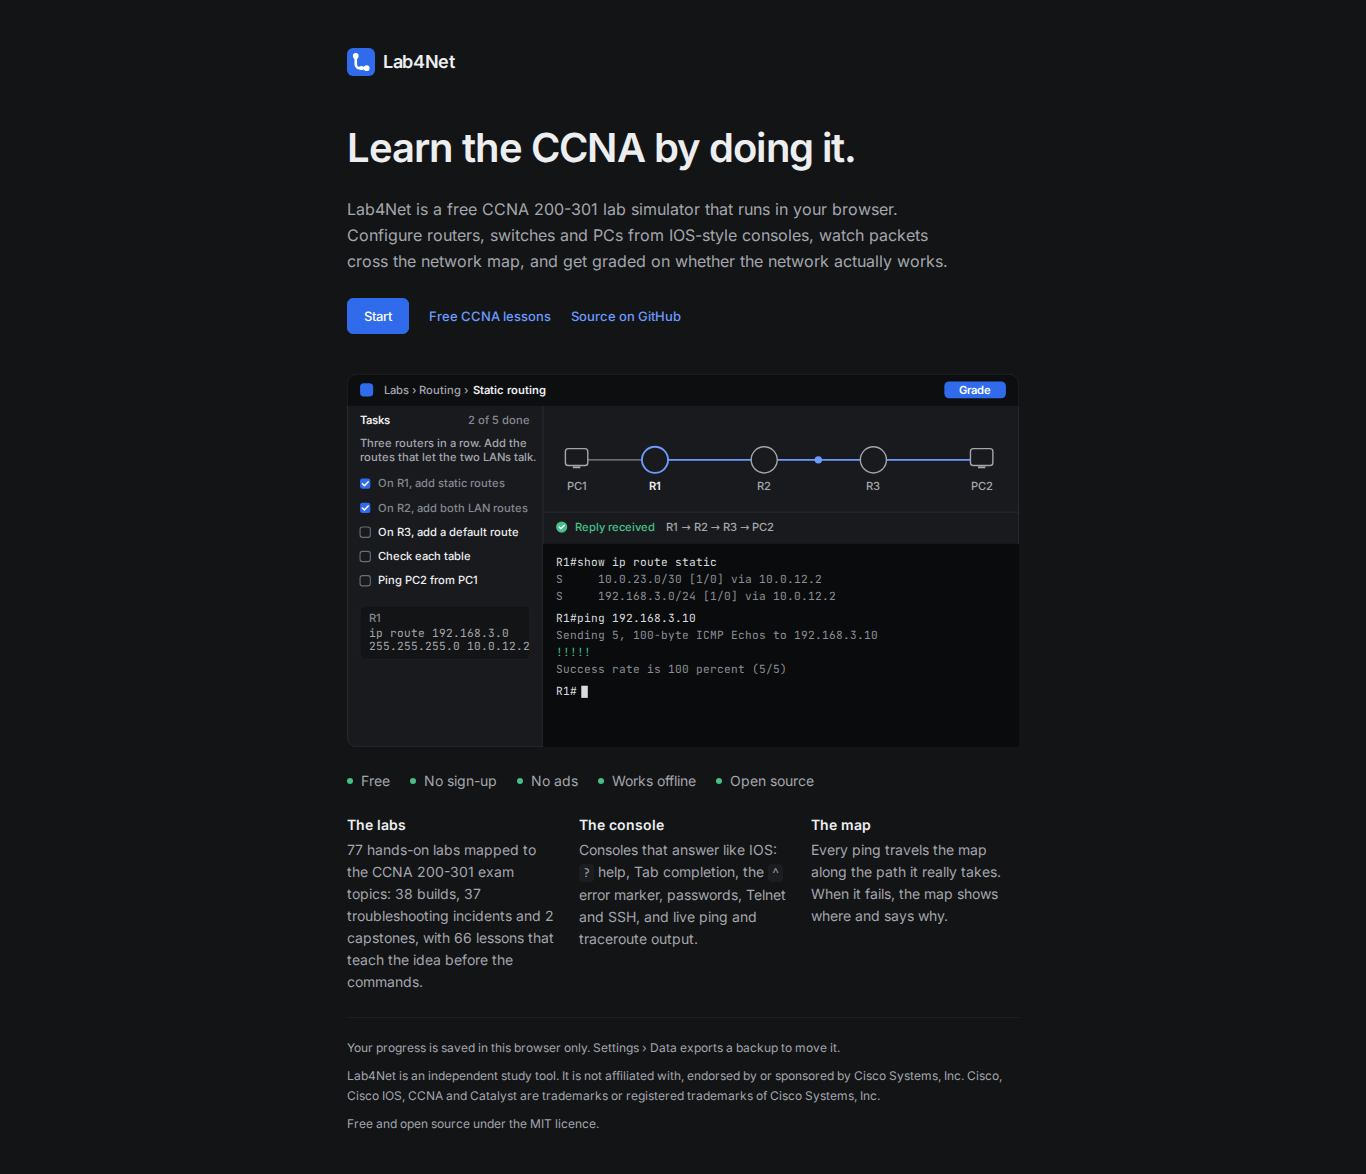 Lab4Net
Learn the CCNA by doing it.
Lab4Net is a free CCNA 200-301 lab simulator that runs in your browser.
Configure routers, switches and PCs from IOS-style consoles, watch packets
cross the network map, and get graded on whether the network actually works.
Start
Free CCNA lessons
Source on GitHub
Labs › Routing › Static routing
Grade
Tasks
2 of 5 done
Three routers in a row. Add the
routes that let the two LANs talk.
On R1, add static routes
On R2, add both LAN routes
On R3, add a default route
Check each table
Ping PC2 from PC1
R1
ip route 192.168.3.0
255.255.255.0 10.0.12.2
PC1
R1
R2
R3
PC2
Reply received R1 → R2 → R3 → PC2
R1#show ip route static
S     10.0.23.0/30 [1/0] via 10.0.12.2
S     192.168.3.0/24 [1/0] via 10.0.12.2
R1#ping 192.168.3.10
Sending 5, 100-byte ICMP Echos to 192.168.3.10
!!!!!
Success rate is 100 percent (5/5)
R1#
Free
No sign-up
No ads
Works offline
Open source
The labs
77 hands-on labs mapped to
the CCNA 200-301 exam
topics: 38 builds, 37
troubleshooting incidents and 2
capstones, with 66 lessons that
teach the idea before the
commands.
The console
Consoles that answer like IOS:
? help, Tab completion, the ^
error marker, passwords, Telnet
and SSH, and live ping and
traceroute output.
The map
Every ping travels the map
along the path it really takes.
When it fails, the map shows
where and says why.
Your progress is saved in this browser only. Settings › Data exports a backup to move it.
Lab4Net is an independent study tool. It is not affiliated with, endorsed by or sponsored by Cisco Systems, Inc. Cisco,
Cisco IOS, CCNA and Catalyst are trademarks or registered trademarks of Cisco Systems, Inc.
Free and open source under the MIT licence.